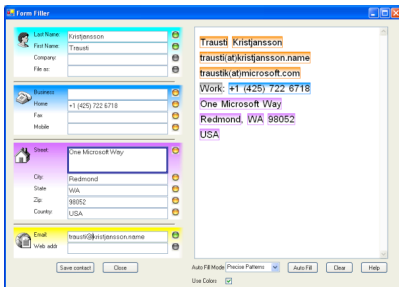 Form Filler
Last Name: Kristjansson
First Name: Trausti
Company:
File as:
Business
Home +1 (425) 722 6718
Fax
Mobile
Street: One Microsoft Way
City: Redmond
State WA
Zip: 98052
Country: USA
Email: trausti@kristjansson.name
Web addr
Save contact Close
Trausti Kristjansson
trausti(at)kristjansson.name
traustik(at)microsoft.com
Work: +1 (425) 722 6718
One Microsoft Way
Redmond, WA 98052
USA
Auto Fill Mode Precise Patterns Auto Fill Clear Help
Use Colors